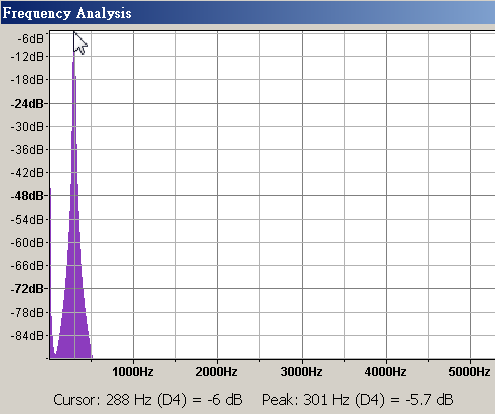 Frequency Analysis
-6dB
-12dB
-18dB
-24dB
-30dB
-36dB
-42dB
-48dB
-54dB
-60dB
-66dB
-72dB
-78dB
-84dB
1000Hz 2000Hz 3000Hz 4000Hz 5000Hz
Cursor: 288 Hz (D4) = -6 dB Peak: 301 Hz (D4) = -5.7 dB